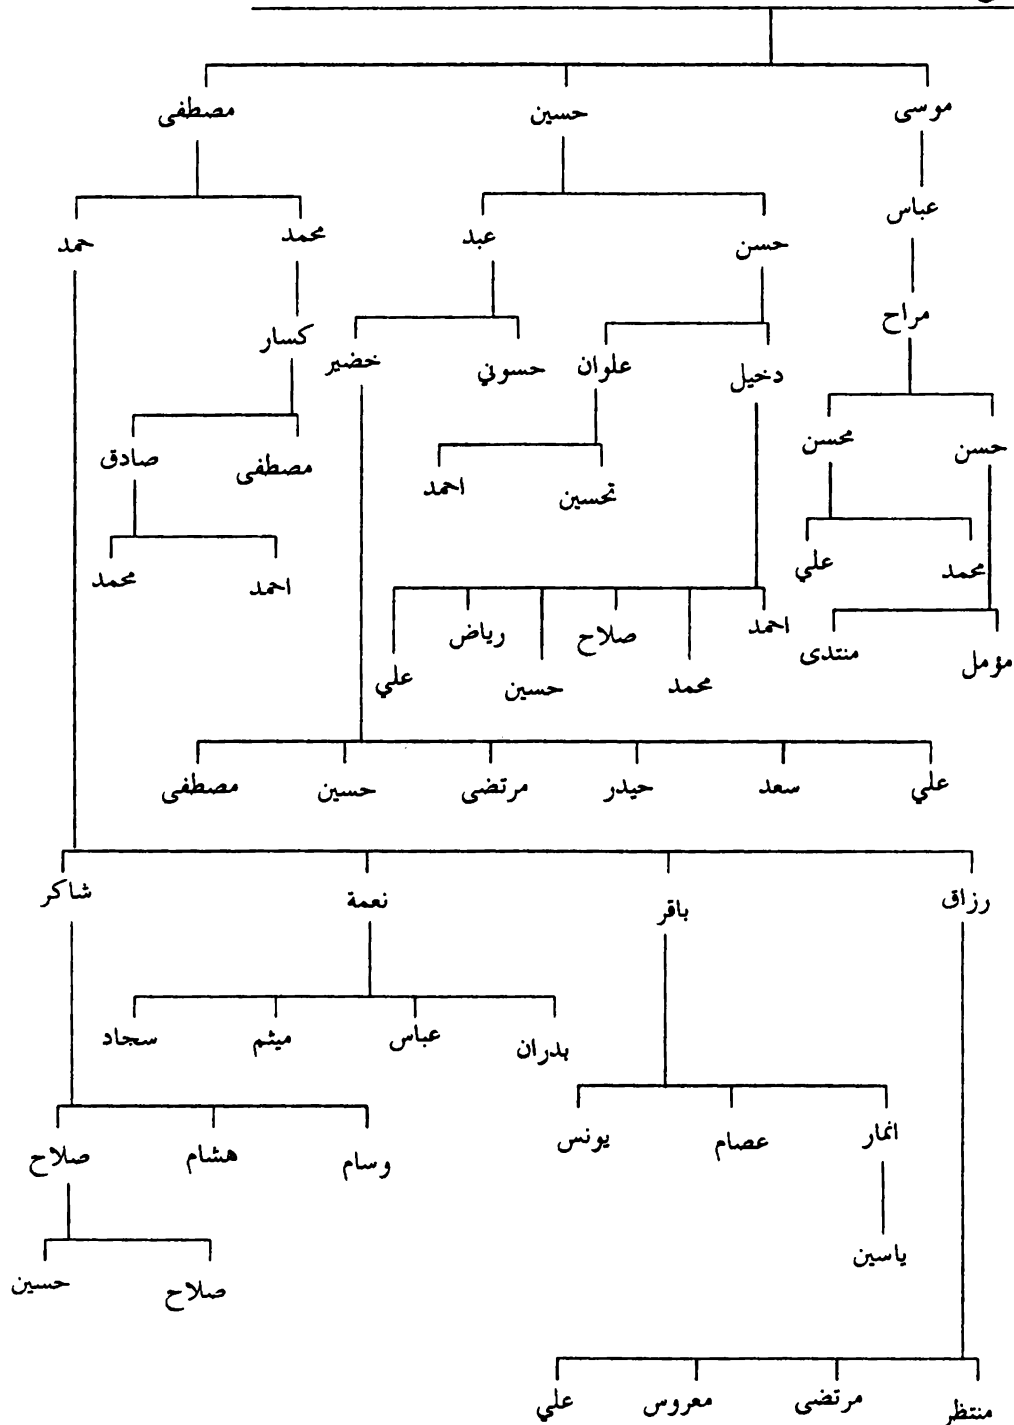 موسى حسين مصطفى
عباس حسن عبد محمد حمد
مراح دخيل علوان حسوني خضير كسار
حسن محسن تحسين احمد مصطفى صادق
محمد علي احمد محمد
مؤمل منتدى احمد محمد صلاح حسين رياض علي
علي سعد حيدر مرتضى حسين مصطفى
رزاق باقر نعمة شاكر
بدران عباس ميثم سجاد
انمار عصام يونس وسام هشام صلاح
ياسين صلاح حسين
منتظر مرتضى معروس علي